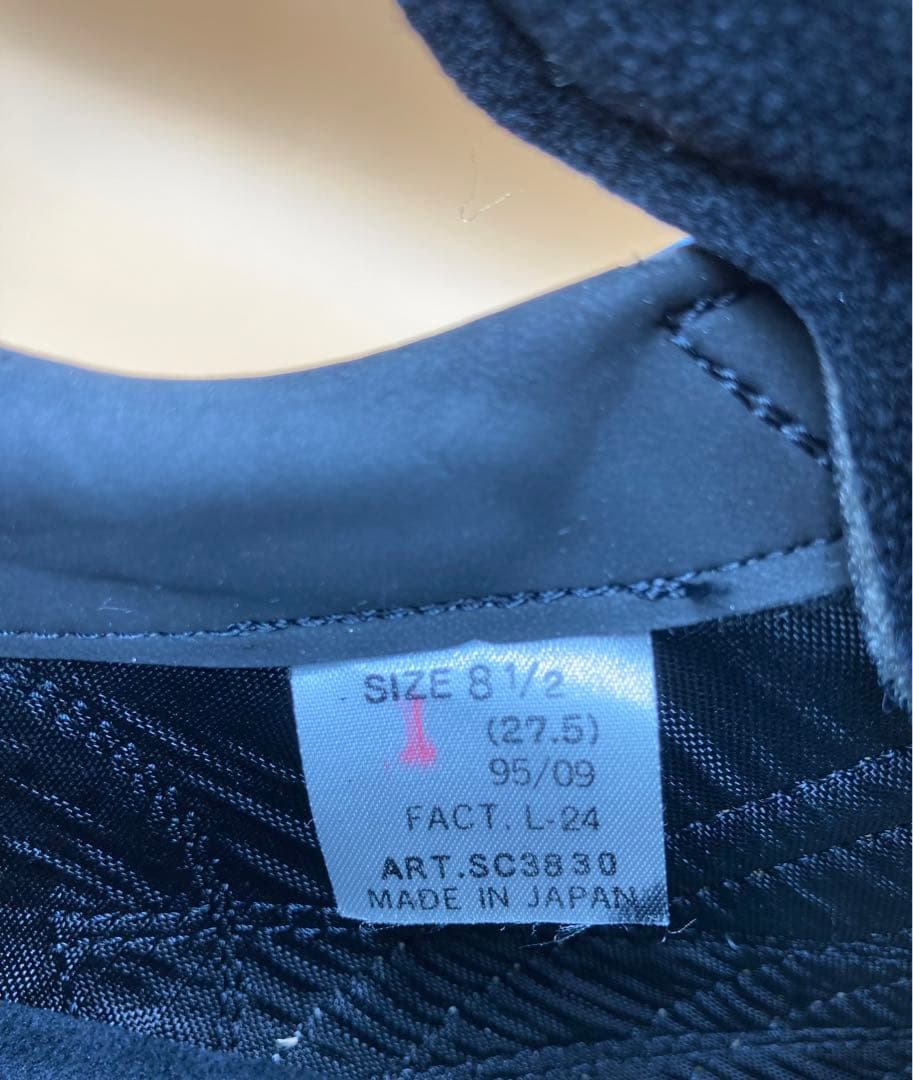 SIZE 8 1/2
(27.5)
95/09
FACT. L-24
ART.SC3830
MADE IN JAPAN